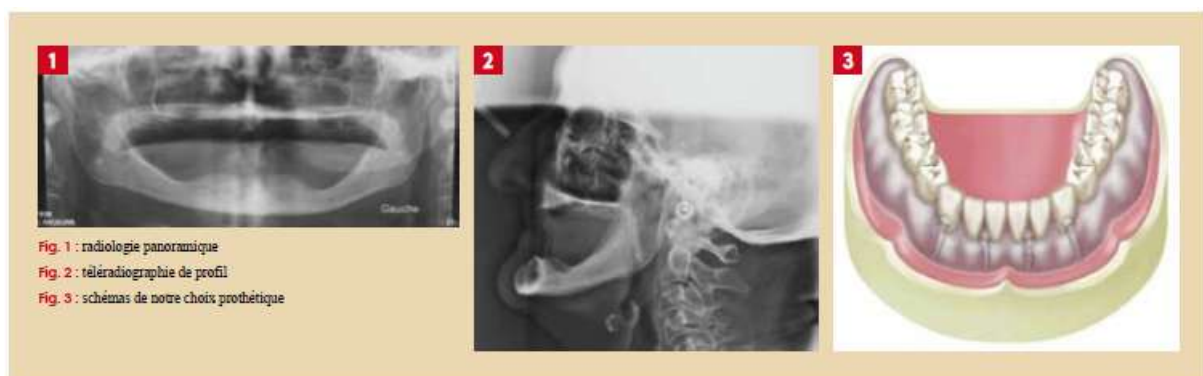 1
2
3
Gauche
Fig. 1 : radiologie panoramique
Fig. 2 : téléradiographie de profil
Fig. 3 : schémas de notre choix prothétique